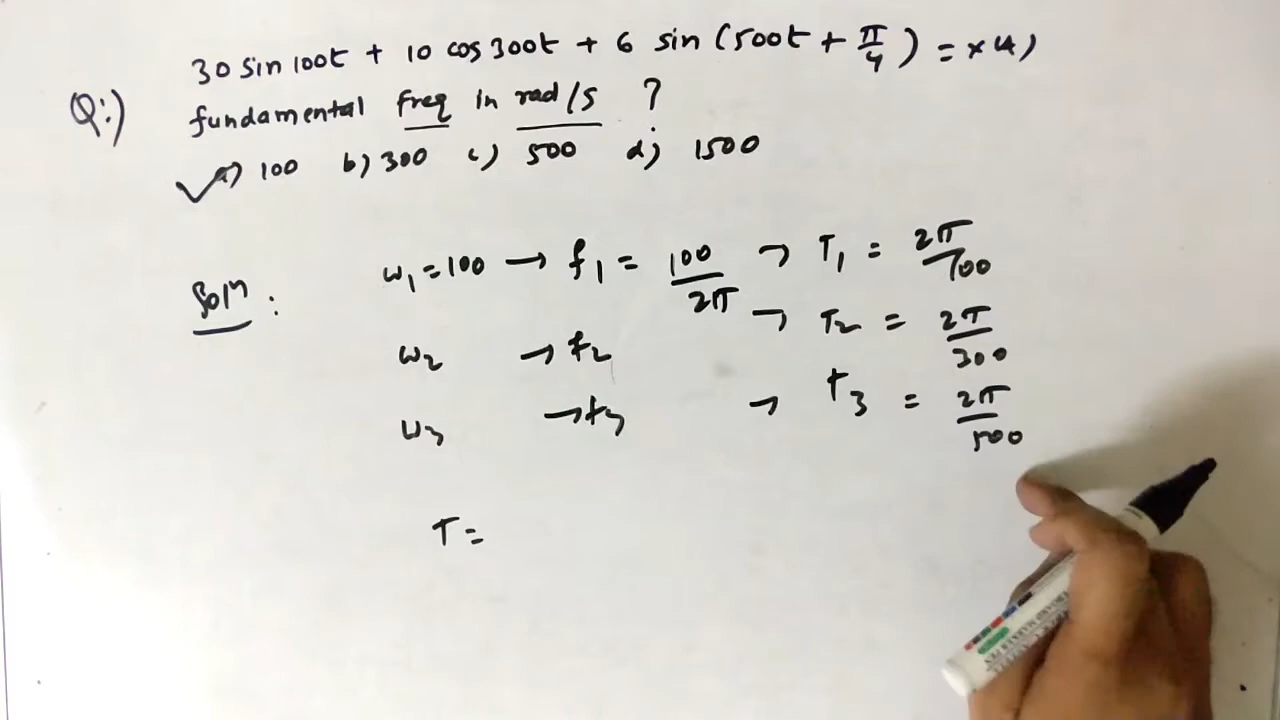 30 sin 100t + 10 cos 300t + 6 sin (500t + π/4) = x(t)
Q:) fundamental freq in rad/s ?
✓ a) 100 b) 300 c) 500 d) 1500
Soln : ω₁ = 100 → f₁ = 100/2π → T₁ = 2π/100
ω₂ → f₂ → T₂ = 2π/300
ω₃ → f₃ → T₃ = 2π/500
T =